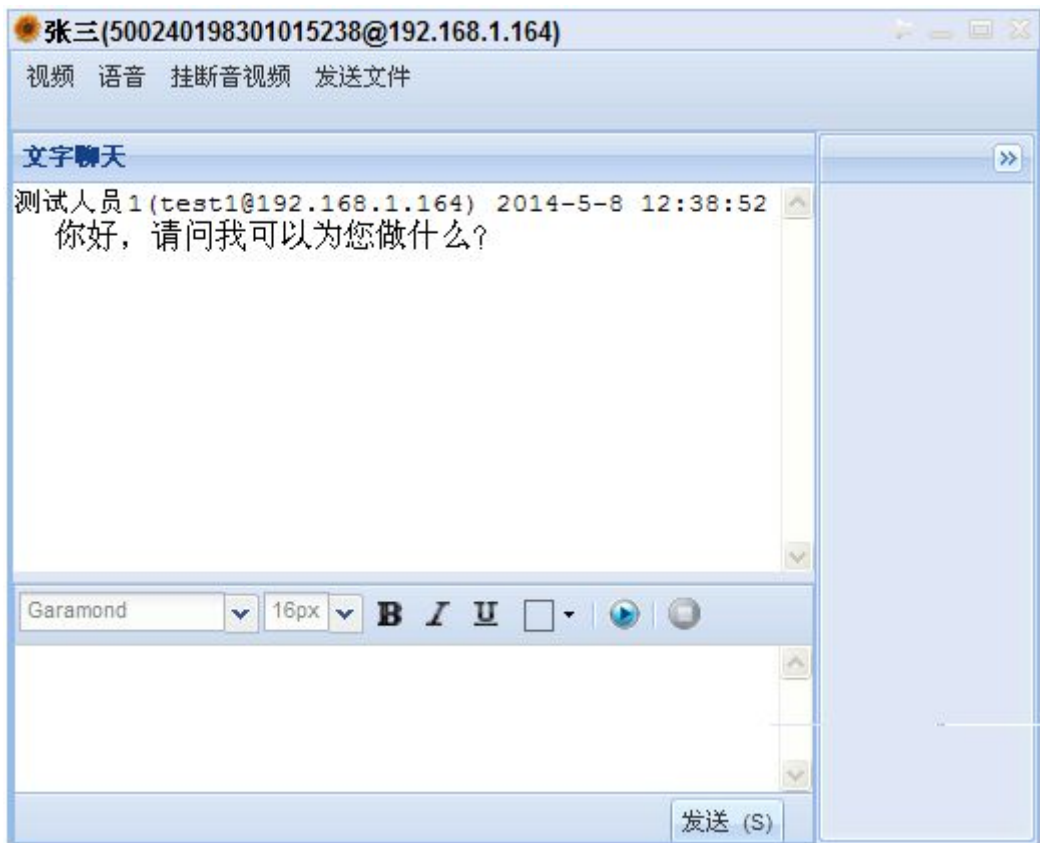 张三(500240198301015238@192.168.1.164)
视频 语音 挂断音视频 发送文件
文字聊天
测试人员1(test1@192.168.1.164) 2014-5-8 12:38:52
你好，请问我可以为您做什么?
Garamond 16px B I U
发送 (S)